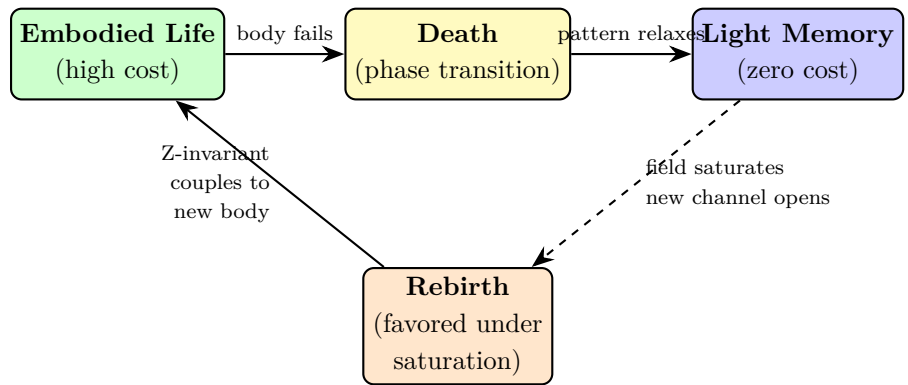 Embodied Life
(high cost)
body fails
Death
(phase transition)
pattern relaxes
Light Memory
(zero cost)
Z-invariant
couples to
new body
field saturates
new channel opens
Rebirth
(favored under
saturation)